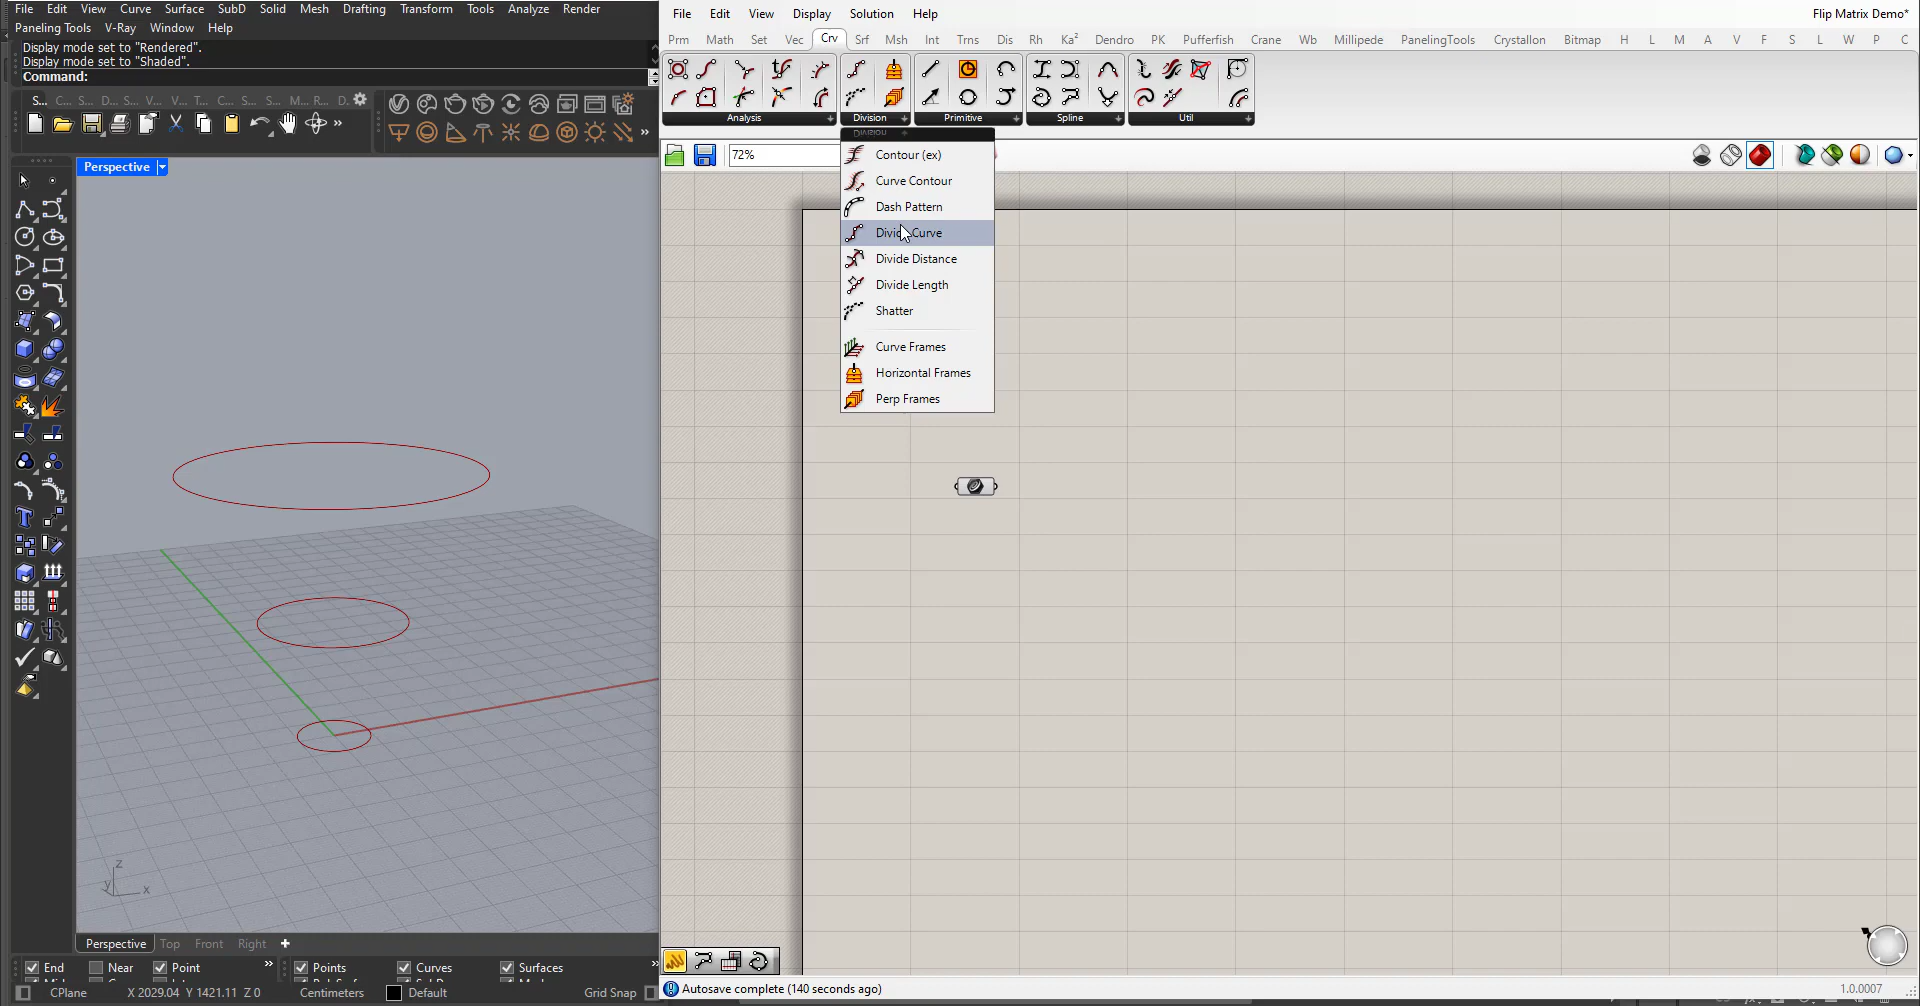 File Edit View Curve Surface SubD Solid Mesh Drafting Transform Tools Analyze Render
Paneling Tools V-Ray Window Help
Display mode set to "Rendered".
Display mode set to "Shaded".
Command:
S... C... S... D... S... V... V... T... C... S... S... M... R... D.
Perspective
z
y
x
Perspective Top Front Right
End Near Point Points Curves Surfaces
CPlane X 2029.04 Y 1421.11 Z 0 Centimeters Default Grid Snap
File Edit View Display Solution Help
Flip Matrix Demo*
Prm Math Set Vec Crv Srf Msh Int Trns Dis Rh Ka² Dendro PK Pufferfish Crane Wb Millipede PanelingTools Crystallon Bitmap H L M A V F S L W P C
Analysis Division Primitive Spline Util
Division
72%
Contour (ex)
Curve Contour
Dash Pattern
Curve
Divide Distance
Divide Length
Shatter
Curve Frames
Horizontal Frames
Perp Frames
Autosave complete (140 seconds ago)
1.0.0007